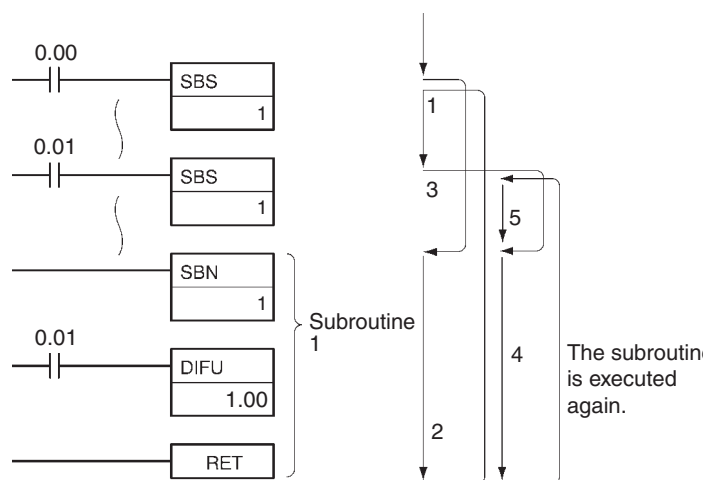 0.00
SBS
1
0.01
SBS
1
SBN
1
Subroutine
1
0.01
DIFU
1.00
RET
1
3
5
4
2
The subroutine
is executed
again.